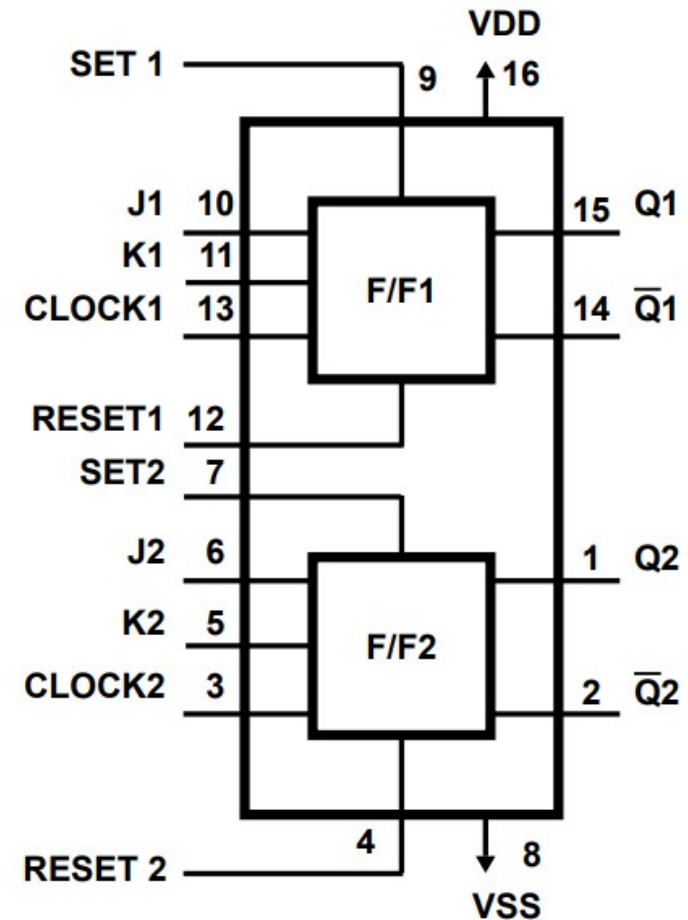 VDD
SET 1 9 16
J1 10 15 Q1
K1 11
F/F1
CLOCK1 13 14 Q̅1
RESET1 12
SET2 7
J2 6 1 Q2
K2 5
F/F2
CLOCK2 3 2 Q̅2
4 8
RESET 2
VSS